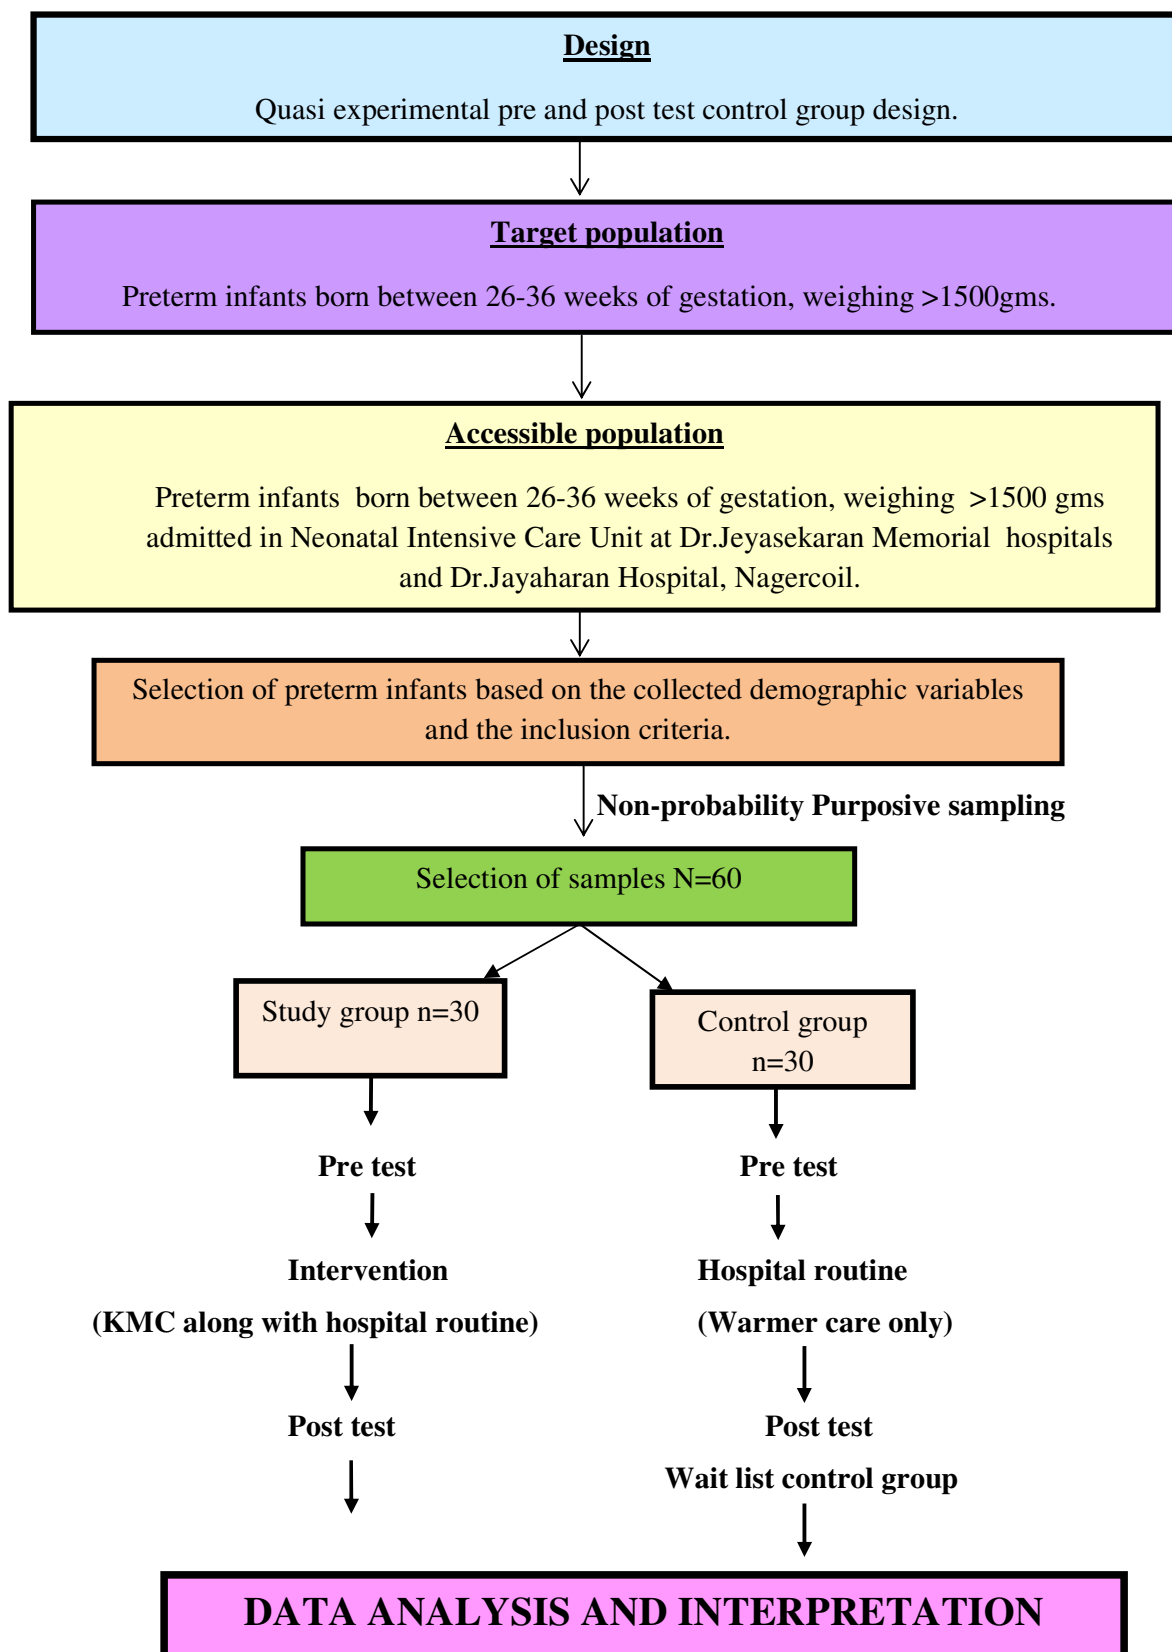 Design
Quasi experimental pre and post test control group design.
Target population
Preterm infants born between 26-36 weeks of gestation, weighing >1500gms.
Accessible population
Preterm infants born between 26-36 weeks of gestation, weighing >1500 gms
admitted in Neonatal Intensive Care Unit at Dr.Jeyasekaran Memorial hospitals
and Dr.Jayaharan Hospital, Nagercoil.
Selection of preterm infants based on the collected demographic variables
and the inclusion criteria.
Non-probability Purposive sampling
Selection of samples N=60
Study group n=30
Control group
n=30
Pre test
Pre test
Intervention
(KMC along with hospital routine)
Hospital routine
(Warmer care only)
Post test
Post test
Wait list control group
DATA ANALYSIS AND INTERPRETATION